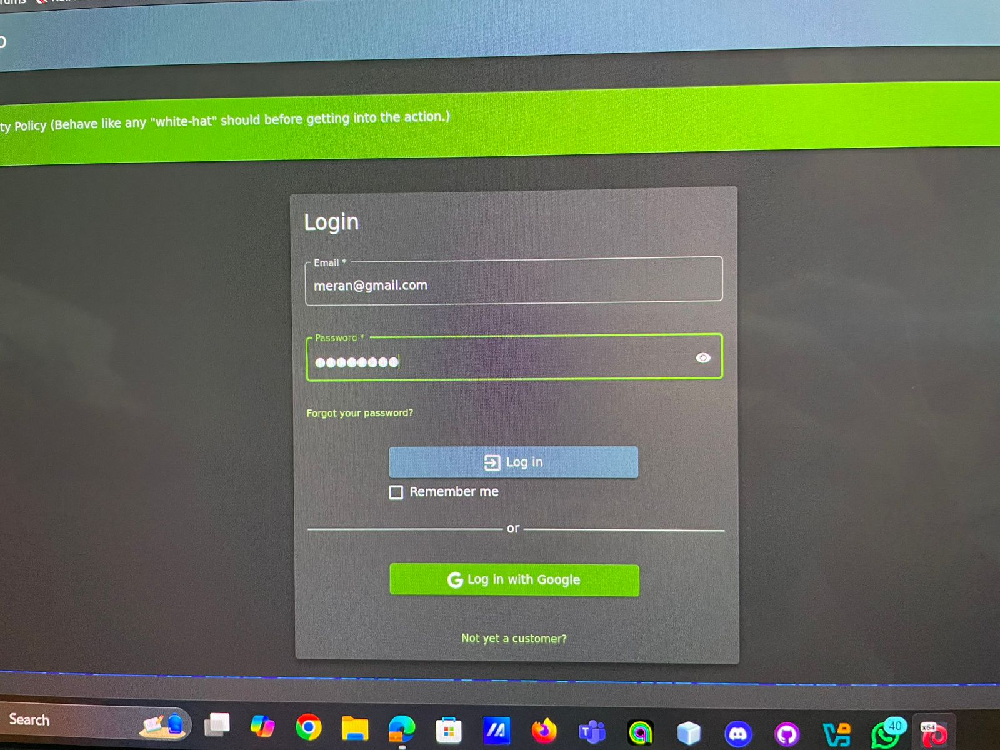 ty Policy (Behave like any "white-hat" should before getting into the action.)
Login
Email *
meran@gmail.com
Password *
Forgot your password?
Log in
Remember me
or
G Log in with Google
Not yet a customer?
Search
40
x64